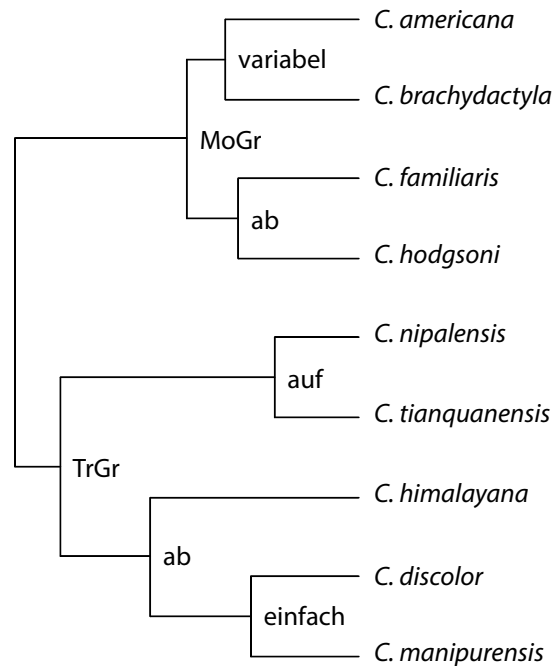 C. americana
variabel
C. brachydactyla
MoGr
C. familiaris
ab
C. hodgsoni
C. nipalensis
auf
C. tianquanensis
TrGr
C. himalayana
ab
C. discolor
einfach
C. manipurensis